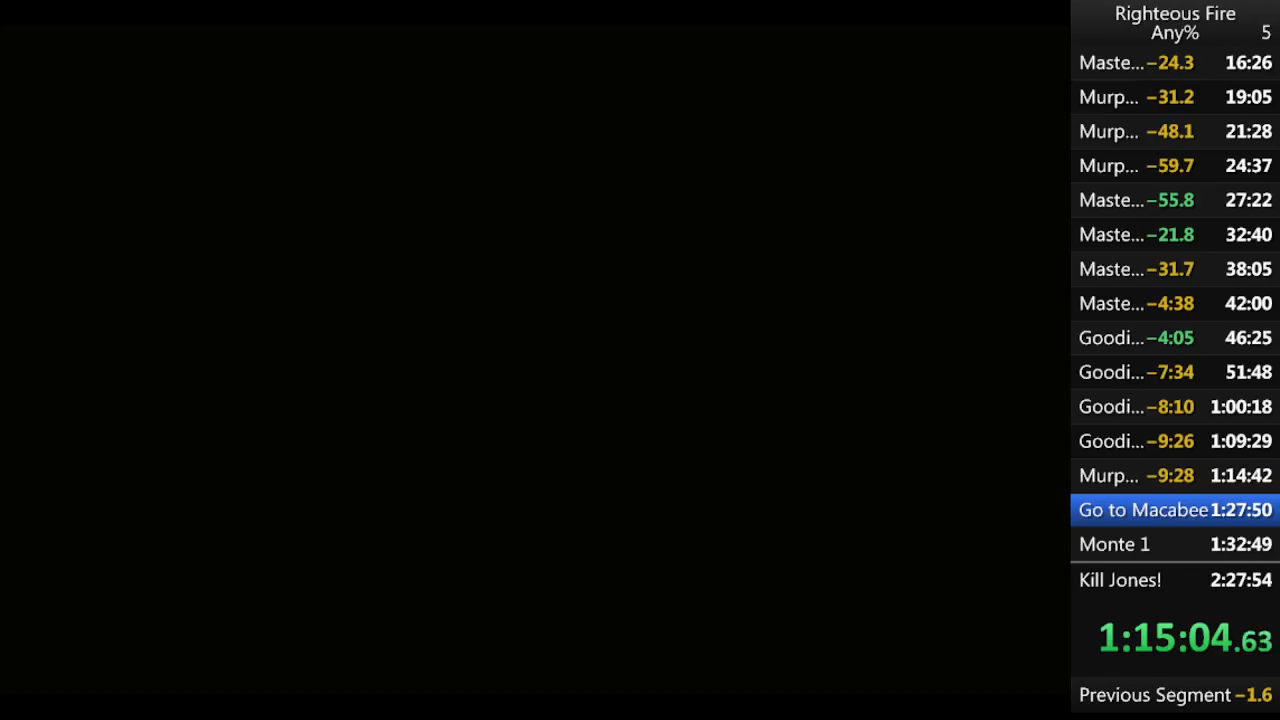 Righteous Fire
Any% 5
Maste... −24.3 16:26
Murp... −31.2 19:05
Murp... −48.1 21:28
Murp... −59.7 24:37
Maste... −55.8 27:22
Maste... −21.8 32:40
Maste... −31.7 38:05
Maste... −4:38 42:00
Goodi... −4:05 46:25
Goodi... −7:34 51:48
Goodi... −8:10 1:00:18
Goodi... −9:26 1:09:29
Murp... −9:28 1:14:42
Go to Macabee 1:27:50
Monte 1 1:32:49
Kill Jones! 2:27:54
1:15:04.63
Previous Segment −1.6